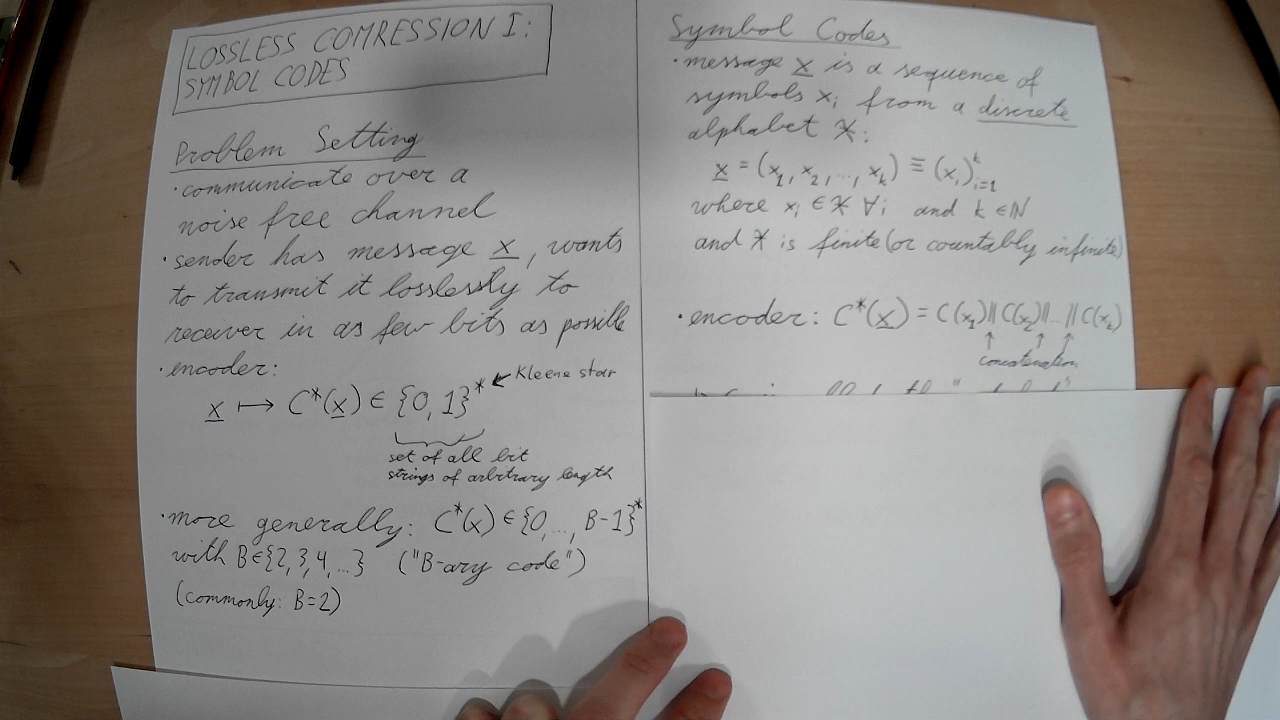 LOSSLESS COMRESSION I:
SYMBOL CODES
Problem Setting
· communicate over a
noise free channel
· sender has message x, wants
to transmit it losslessly to
receiver in as few bits as possible
· encoder:
x ↦ C*(x) ∈ {0,1}* ← Kleene star
set of all bit
strings of arbitrary length
· more generally: C*(x) ∈ {0,..., B-1}*
with B∈{2,3,4,...} ("B-ary code")
(commonly: B=2)
Symbol Codes
· message x is a sequence of
symbols xᵢ from a discrete
alphabet 𝔛:
x = (x₁, x₂, ..., xₖ) ≡ (xᵢ)ᵏᵢ₌₁
where xᵢ ∈ 𝔛 ∀i and k ∈ ℕ
and 𝔛 is finite (or countably infinite)
· encoder: C*(x) = C(x₁)||C(x₂)||...||C(xₖ)
↑ ↑ ↑
concatenation